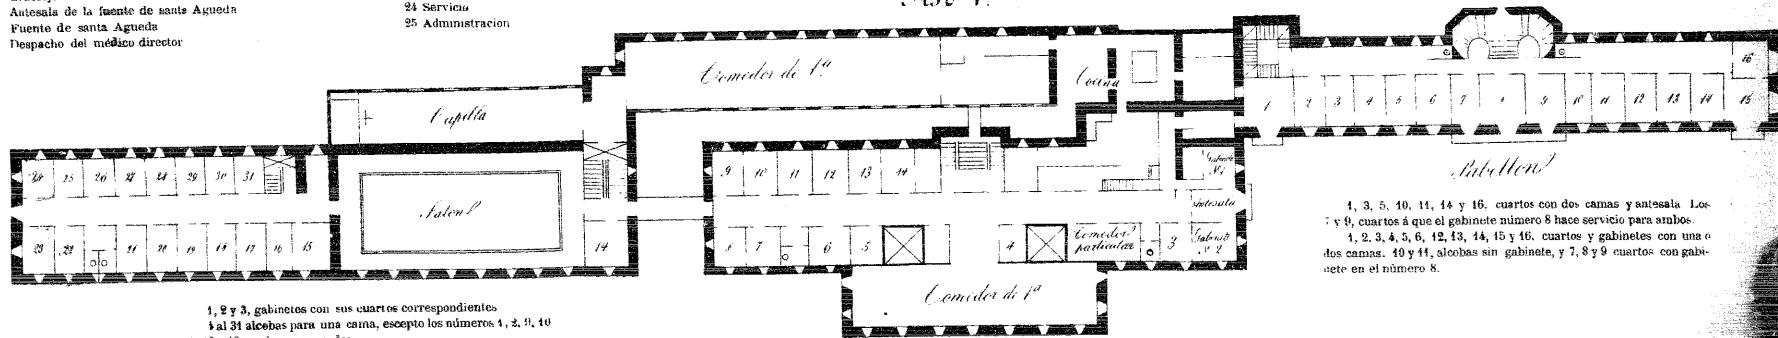 Antesala de la fuente de santa Agueda
Fuente de santa Agueda
Despacho del médico director
24 Servicio
25 Administracion
Comedor de 1ª
Cocina
Capilla
1 2 3 4 5 6 7 8 9 10 11 12 13 14 15 16
Pabellon
24 25 26 27 28 29 30 31
Salon
9 10 11 12 13 14
Gabinete Nº 1
Antesala
23 22 21 20 19 18 17 16 15
14
8 7 6 5 4
Comedor particular
3
Gabinete Nº 2
Comedor de 1ª
1, 3, 5, 10, 11, 14 y 16, cuartos con dos camas y antesala Los
7 y 9, cuartos á que el gabinete número 8 hace servicio para ambos.
1, 2, 3, 4, 5, 6, 12, 13, 14, 15 y 16, cuartos y gabinetes con una o
dos camas. 10 y 11, alcobas sin gabinete, y 7, 8 y 9 cuartos con gabi-
nete en el número 8.
1, 2 y 3, gabinetes con sus cuartos correspondientes
4 al 31 alcobas para una cama, escepto los números 1, 2, 9, 10